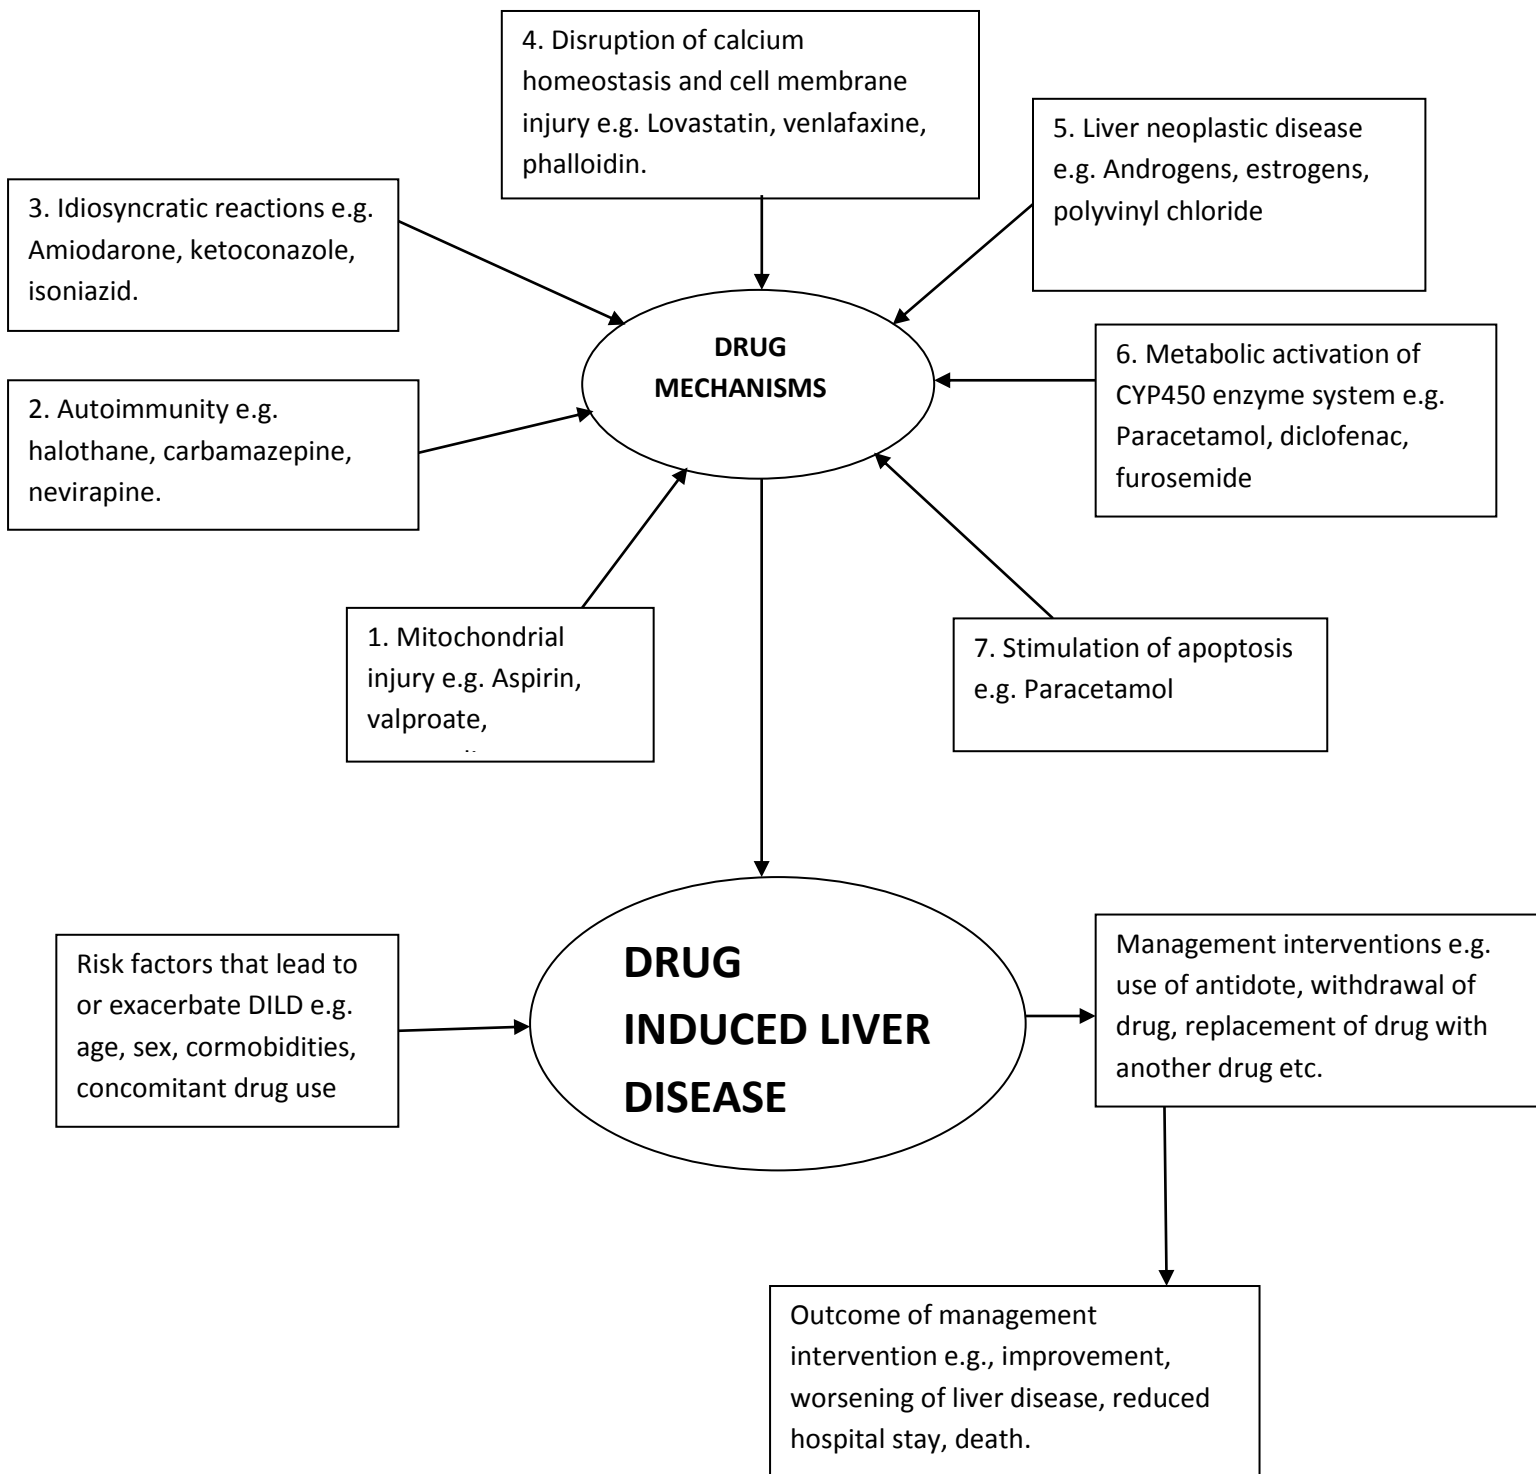 4. Disruption of calcium
homeostasis and cell membrane
injury e.g. Lovastatin, venlafaxine,
phalloidin.
5. Liver neoplastic disease
e.g. Androgens, estrogens,
polyvinyl chloride
3. Idiosyncratic reactions e.g.
Amiodarone, ketoconazole,
isoniazid.
DRUG
MECHANISMS
6. Metabolic activation of
CYP450 enzyme system e.g.
Paracetamol, diclofenac,
furosemide
2. Autoimmunity e.g.
halothane, carbamazepine,
nevirapine.
1. Mitochondrial
injury e.g. Aspirin,
valproate,
7. Stimulation of apoptosis
e.g. Paracetamol
DRUG
INDUCED LIVER
DISEASE
Risk factors that lead to
or exacerbate DILD e.g.
age, sex, cormobidities,
concomitant drug use
Management interventions e.g.
use of antidote, withdrawal of
drug, replacement of drug with
another drug etc.
Outcome of management
intervention e.g., improvement,
worsening of liver disease, reduced
hospital stay, death.